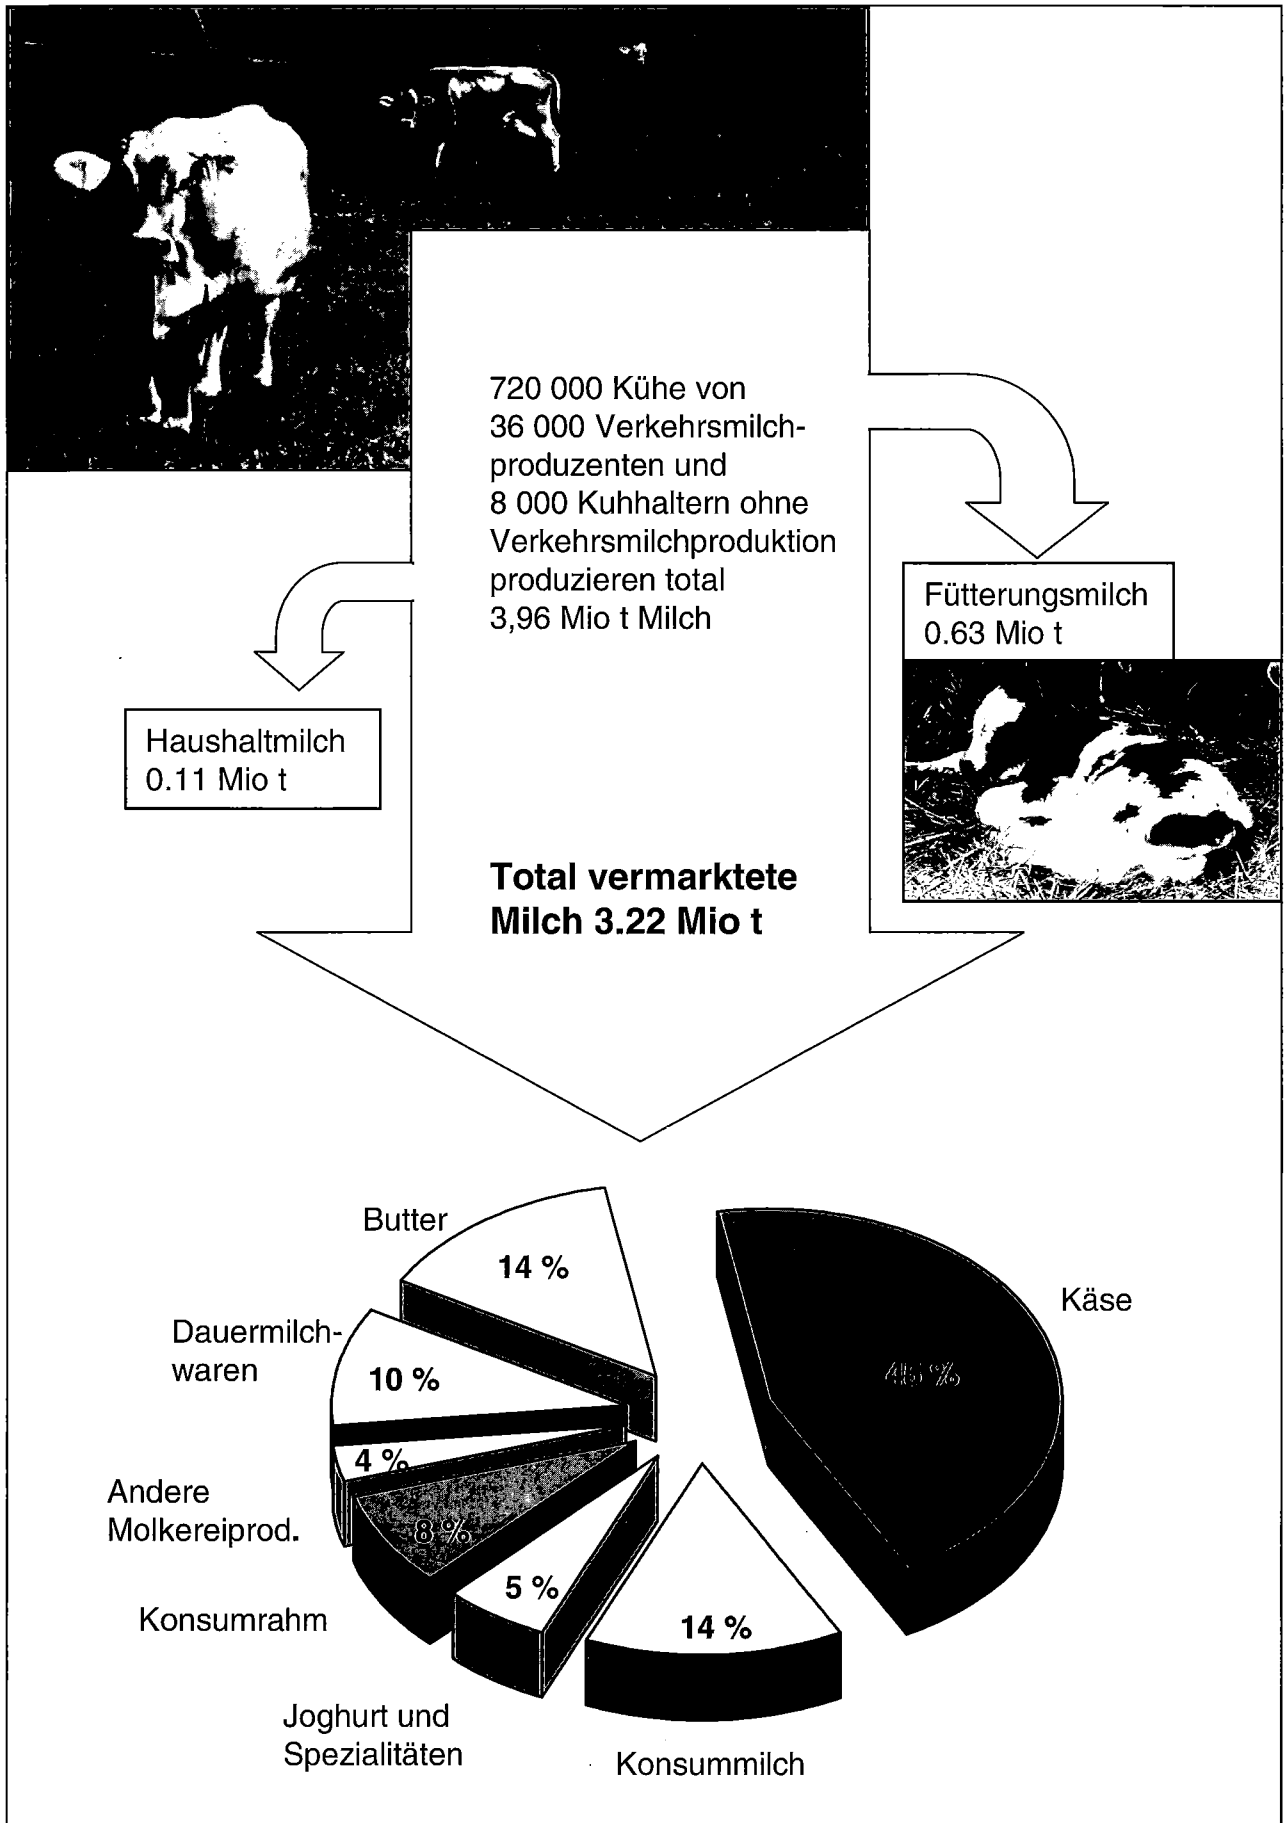 720 000 Kühe von
36 000 Verkehrsmilch-
produzenten und
8 000 Kuhhaltern ohne
Verkehrsmilchproduktion
produzieren total
3,96 Mio t Milch
Fütterungsmilch
0.63 Mio t
Haushaltmilch
0.11 Mio t
Total vermarktete
Milch 3.22 Mio t
Butter
14 %
Käse
45 %
Dauermilch-
waren
10 %
4 %
Andere
Molkereiprod.
8 %
Konsumrahm
5 %
Joghurt und
Spezialitäten
14 %
Konsummilch